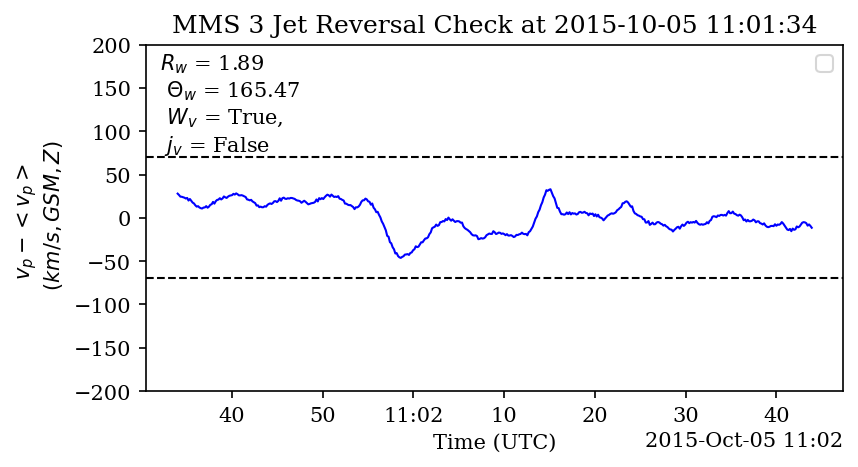 MMS 3 Jet Reversal Check at 2015-10-05 11:01:34
R_w = 1.89
Θ_w = 165.47
W_v = True,
j_v = False
v_p − < v_p >
(km/s, GSM, Z)
200
150
100
50
0
−50
−100
−150
−200
40 50 11:02 10 20 30 40
Time (UTC)
2015-Oct-05 11:02